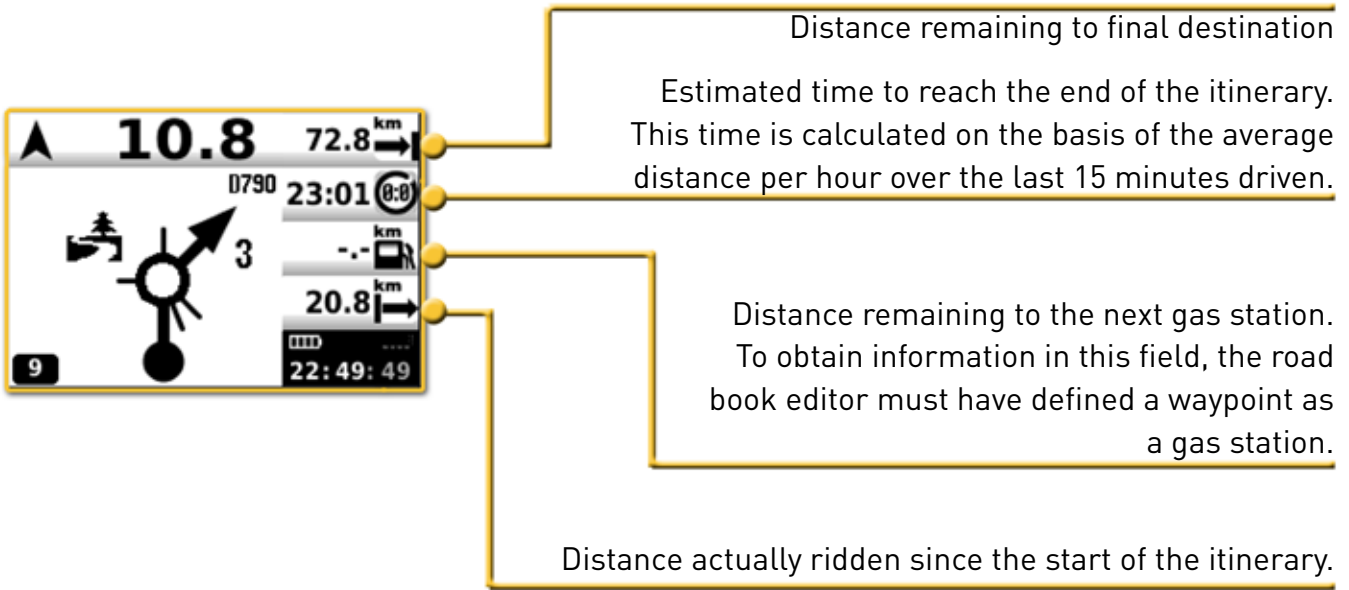 Distance remaining to final destination
Estimated time to reach the end of the itinerary.
This time is calculated on the basis of the average
distance per hour over the last 15 minutes driven.
10.8
72.8 km
D790
23:01 0:0
3
-.- km
20.8 km
9
22:49:49
Distance remaining to the next gas station.
To obtain information in this field, the road
book editor must have defined a waypoint as
a gas station.
Distance actually ridden since the start of the itinerary.